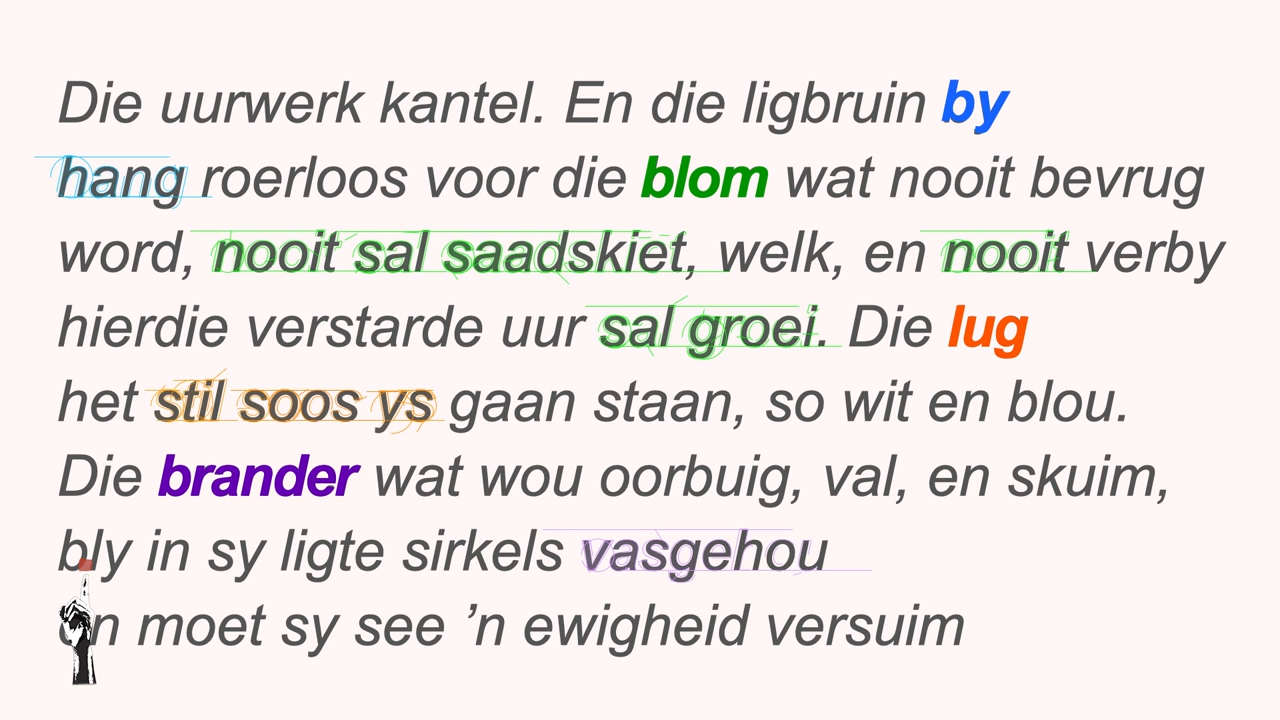 Die uurwerk kantel. En die ligbruin by
hang roerloos voor die blom wat nooit bevrug
word, nooit sal saadskiet, welk, en nooit verby
hierdie verstarde uur sal groei. Die lug
het stil soos ys gaan staan, so wit en blou.
Die brander wat wou oorbuig, val, en skuim,
bly in sy ligte sirkels vasgehou
en moet sy see ’n ewigheid versuim